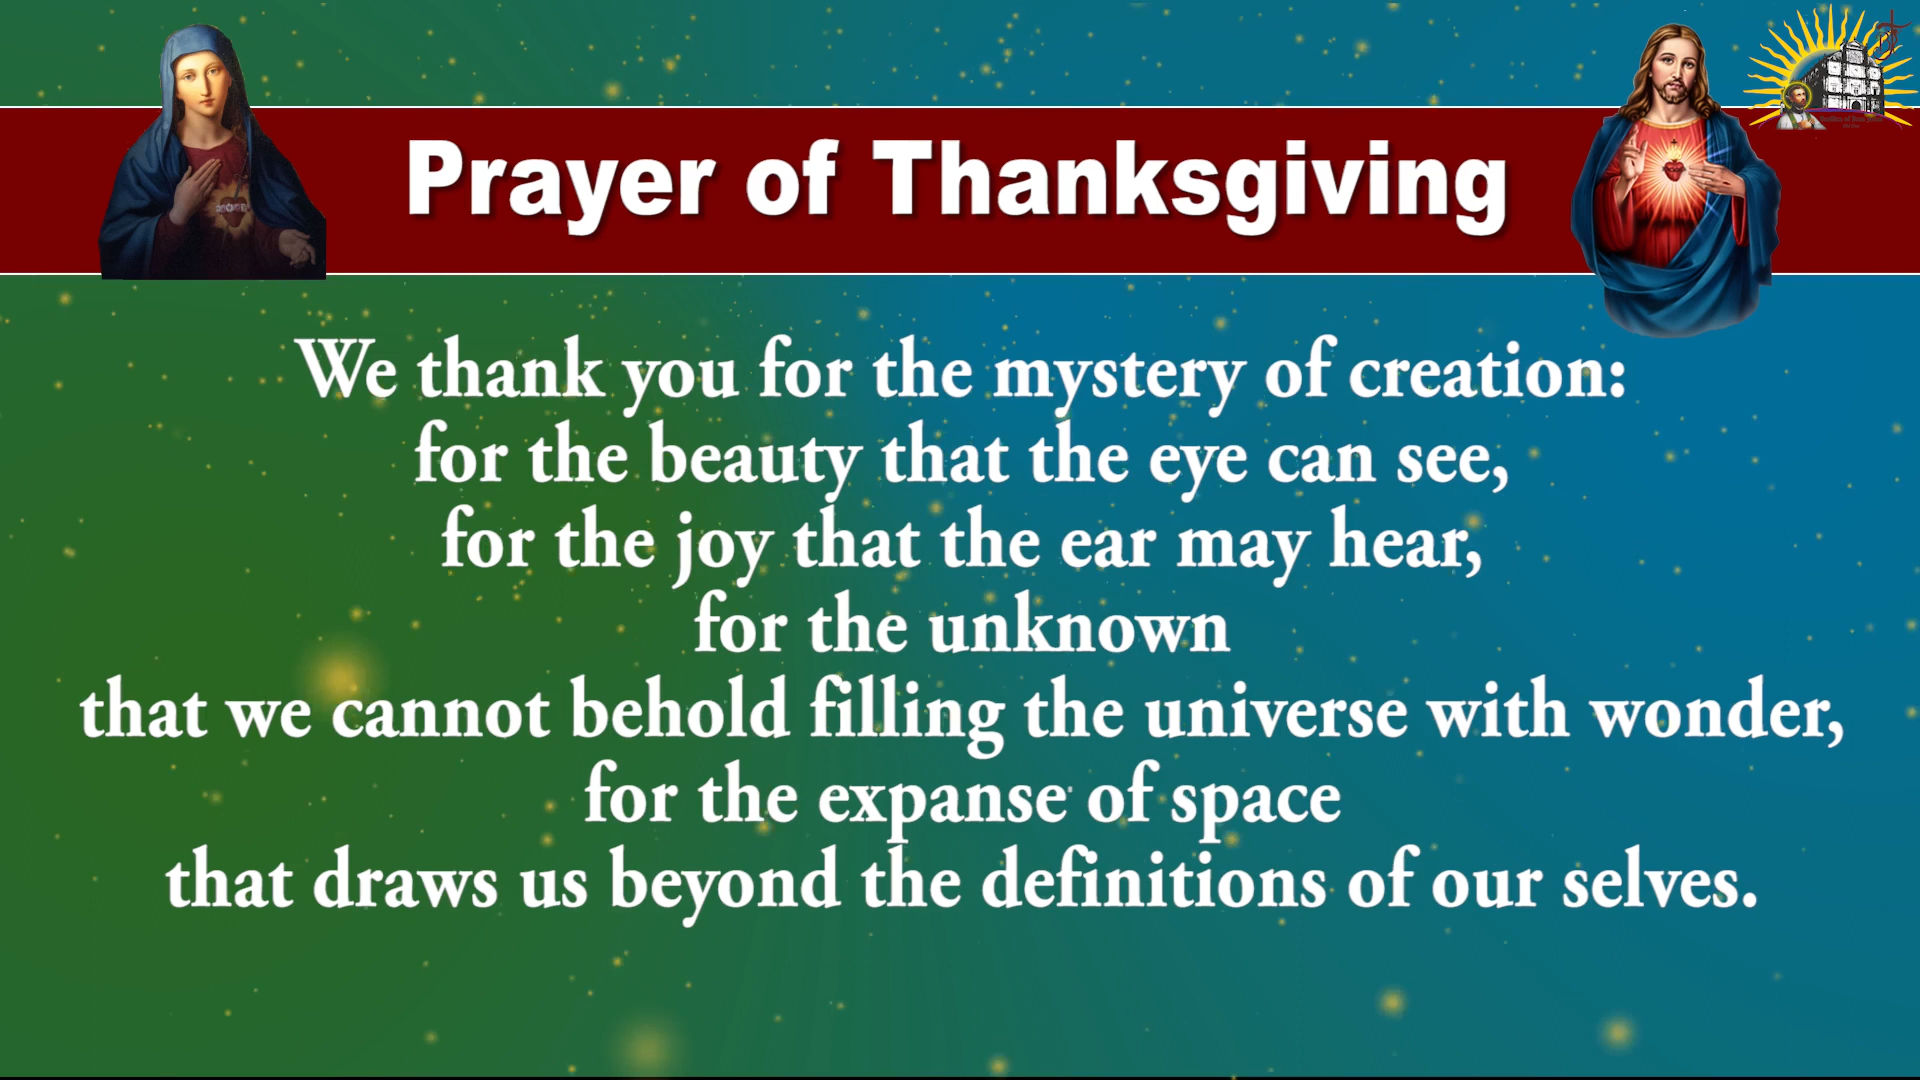 Prayer of Thanksgiving
We thank you for the mystery of creation:
for the beauty that the eye can see,
for the joy that the ear may hear,
for the unknown
that we cannot behold filling the universe with wonder,
for the expanse of space
that draws us beyond the definitions of our selves.